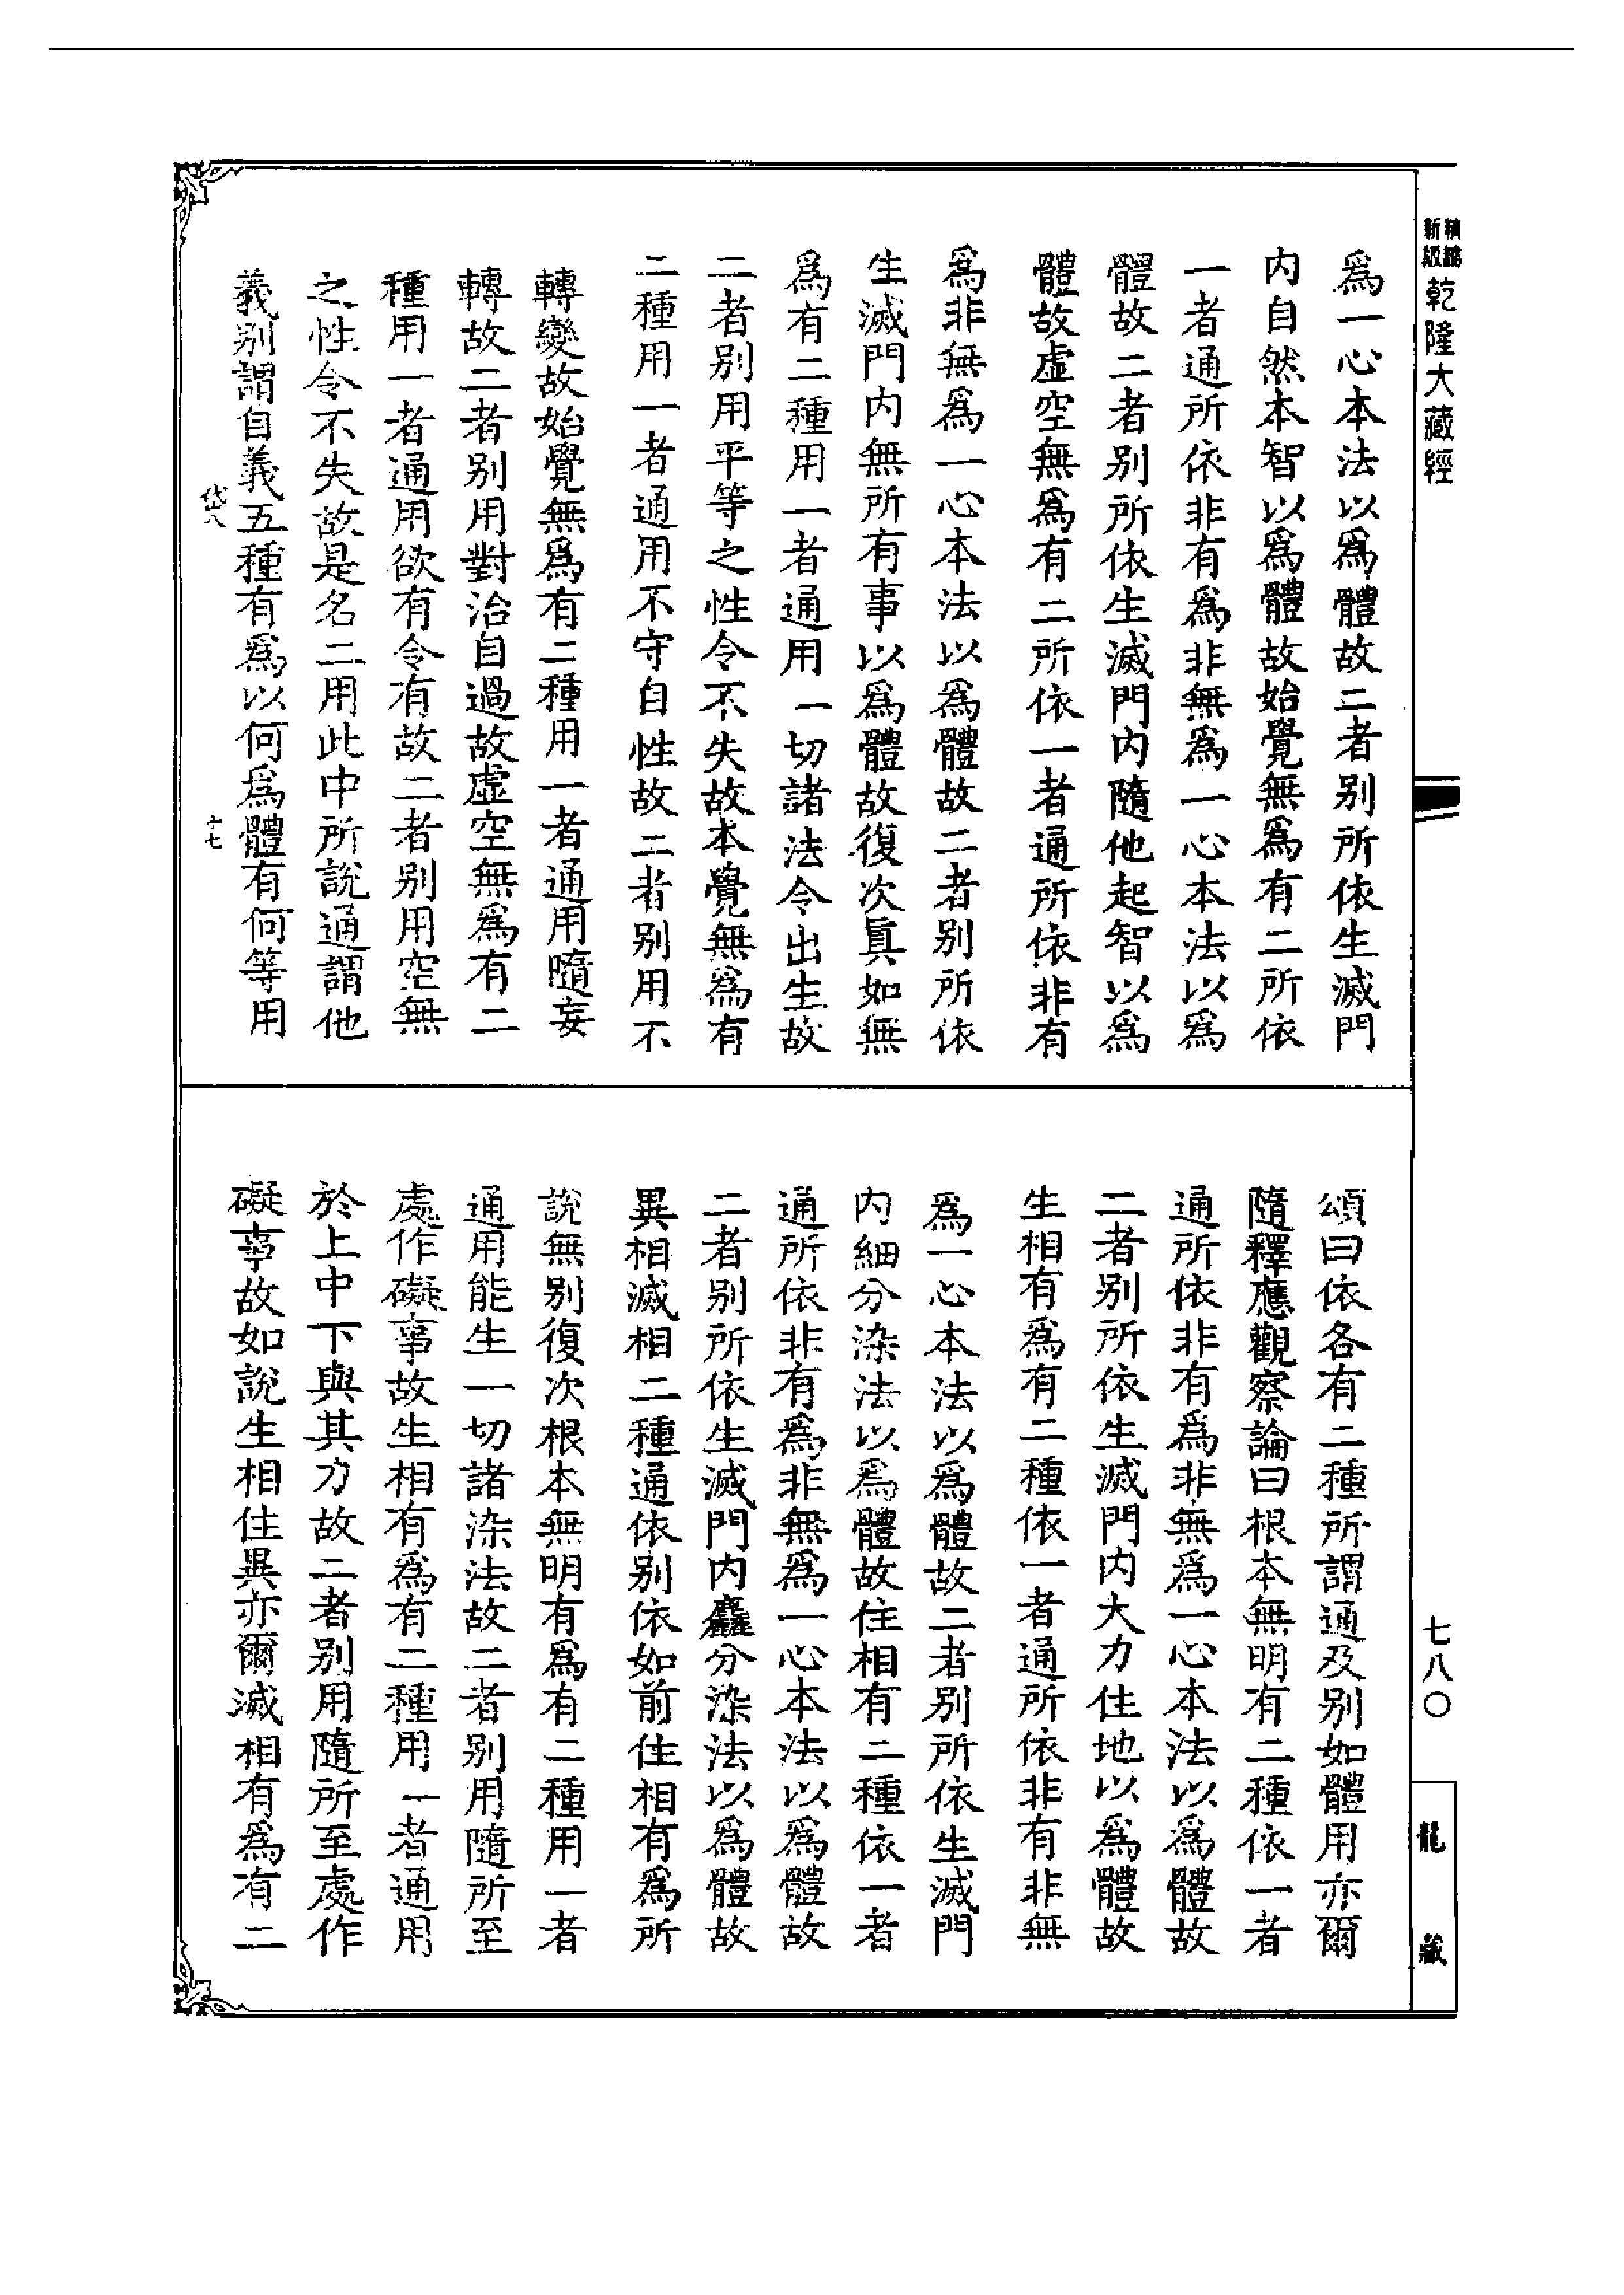 新級精縮
乾隆大藏經
爲一心本法以爲體故二者別所依生滅門
内自然本智以爲體故始覺無爲有二所依
一者通所依非有爲非無爲一心本法以爲
體故二者別所依生滅門内隨他起智以爲
體故虛空無爲有二所依一者通所依非有
爲非無爲一心本法以爲體故二者別所依
生滅門内無所有事以爲體故復次眞如無
爲有二種用一者通用一切諸法令出生故
二者別用平等之性令不失故本覺無爲有
二種用一者通用不守自性故二者別用不
轉變故始覺無爲有二種用一者通用隨妄
轉故二者別用對治自過故虛空無爲有二
種用一者通用欲有令有故二者別用空無
之性令不失故是名二用此中所說通謂他
義別謂自義五種有爲以何爲體有何等用
岱八
十七
頌曰依各有二種所謂通及別如體用亦爾
隨釋應觀察論曰根本無明有二種依一者
通所依非有爲非無爲一心本法以爲體故
二者別所依生滅門内大力住地以爲體故
生相有爲有二種依一者通所依非有非無
爲一心本法以爲體故二者別所依生滅門
内細分染法以爲體故住相有二種依一者
通所依非有爲非無爲一心本法以爲體故
二者別所依生滅門内麤分染法以爲體故
異相滅相二種通依別依如前住相有爲所
說無別復次根本無明有爲有二種用一者
通用能生一切諸染法故二者別用隨所至
處作礙事故生相有爲有二種用一者通用
於上中下與其力故二者別用隨所至處作
礙事故如說生相住異亦爾滅相有爲有二
七八〇
龍藏